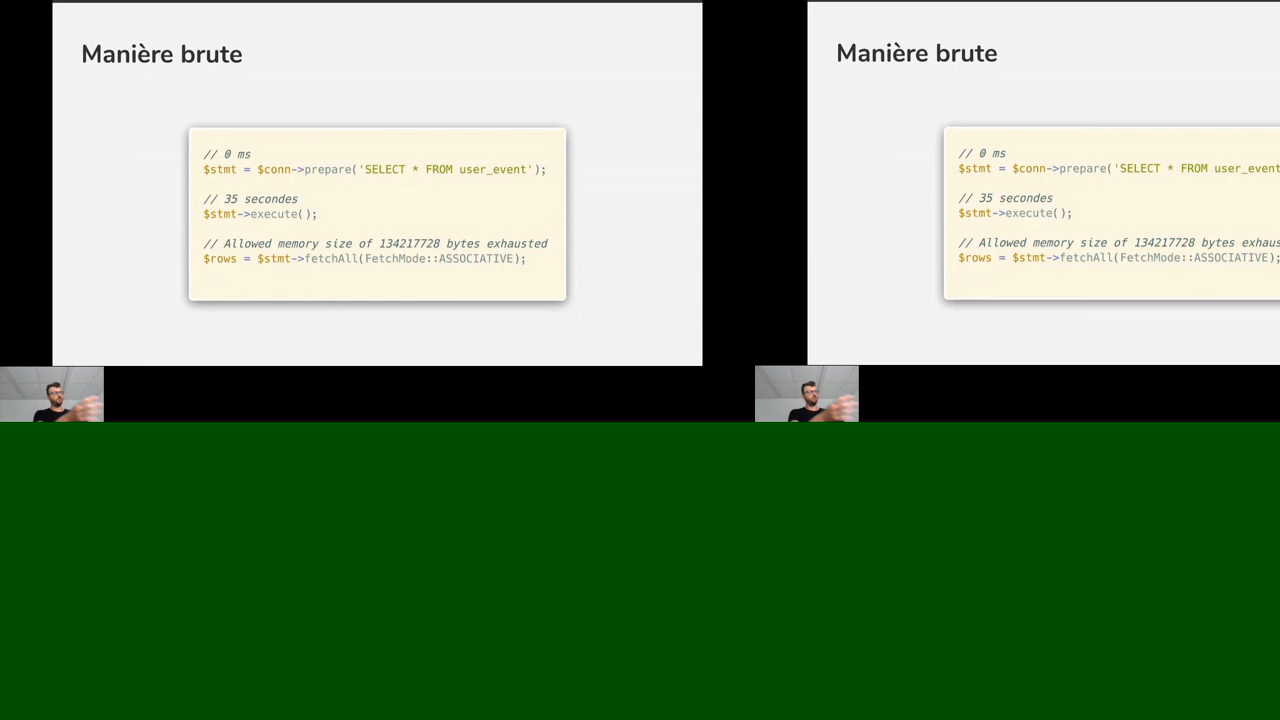 Manière brute
// 0 ms
$stmt = $conn->prepare('SELECT * FROM user_event');
// 35 secondes
$stmt->execute();
// Allowed memory size of 134217728 bytes exhausted
$rows = $stmt->fetchAll(FetchMode::ASSOCIATIVE);
Manière brute
// 0 ms
$stmt = $conn->prepare('SELECT * FROM user_event
// 35 secondes
$stmt->execute();
// Allowed memory size of 134217728 bytes exhaus
$rows = $stmt->fetchAll(FetchMode::ASSOCIATIVE);